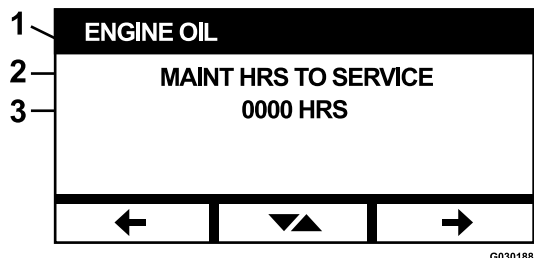 1
ENGINE OIL
2
MAINT HRS TO SERVICE
3
0000 HRS
G030188